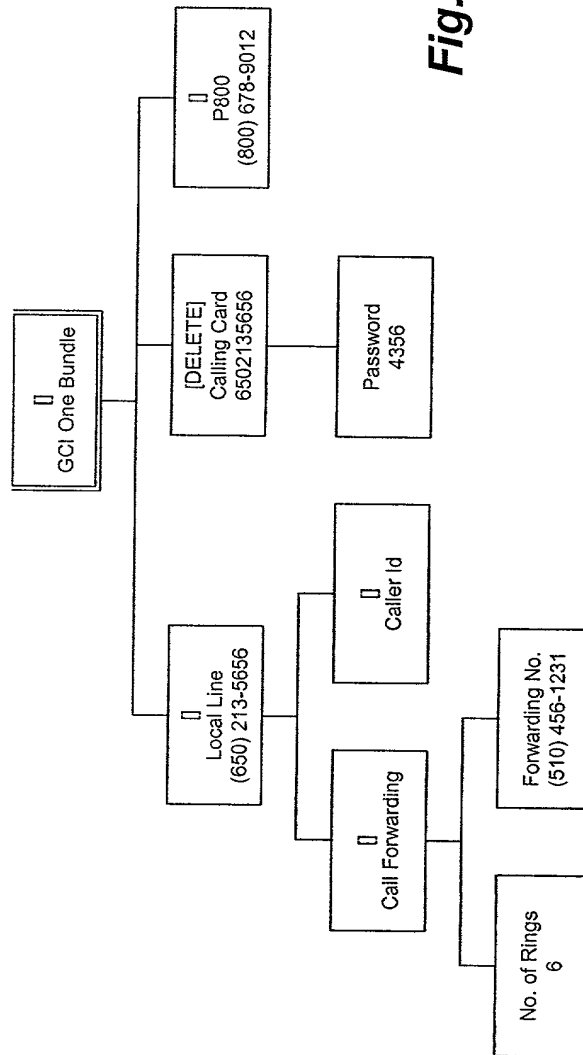 []
GCI One Bundle
[]
Local Line
(650) 213-5656
[DELETE]
Calling Card
6502135656
[]
P800
(800) 678-9012
[]
Call Forwarding
[]
Caller Id
Password
4356
No. of Rings
6
Forwarding No.
(510) 456-1231
Fig.